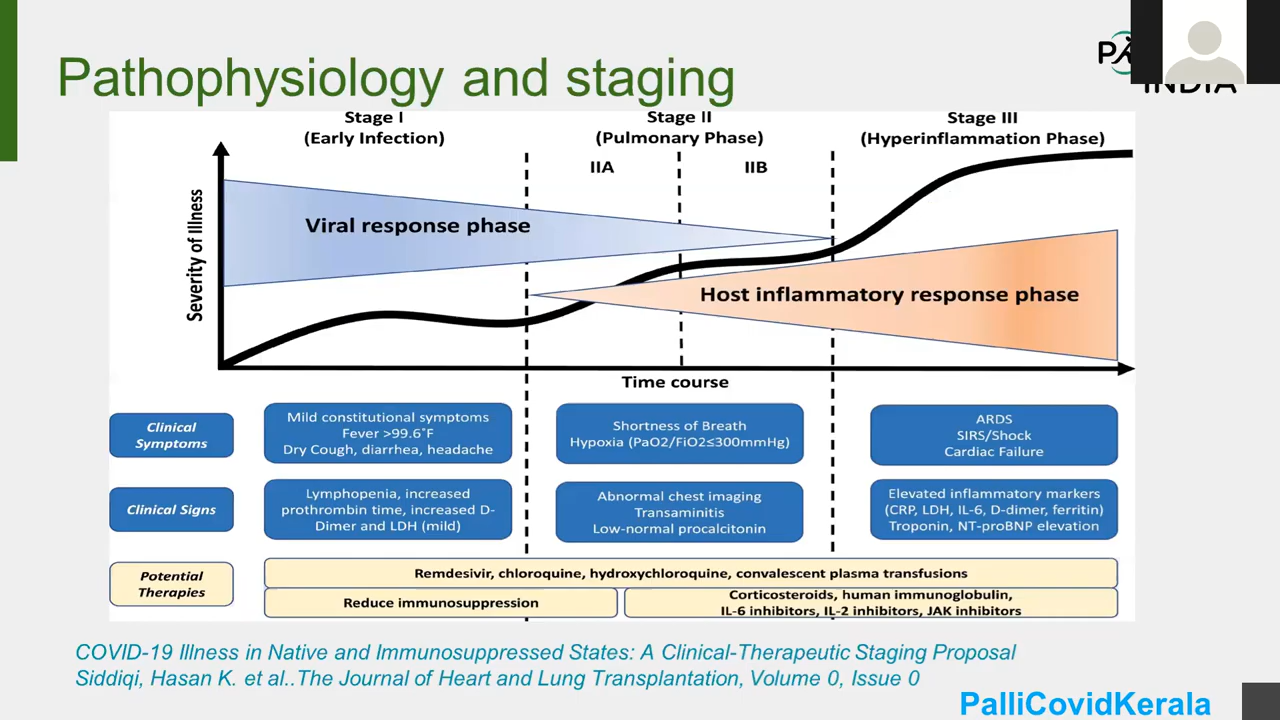 Pathophysiology and staging
INDIA
Stage I
(Early Infection)
Stage II
(Pulmonary Phase)
Stage III
(Hyperinflammation Phase)
IIA
IIB
Severity of Illness
Viral response phase
Host inflammatory response phase
Time course
Clinical
Symptoms
Mild constitutional symptoms
Fever >99.6°F
Dry Cough, diarrhea, headache
Shortness of Breath
Hypoxia (PaO2/FiO2≤300mmHg)
ARDS
SIRS/Shock
Cardiac Failure
Clinical Signs
Lymphopenia, increased
prothrombin time, increased D-
Dimer and LDH (mild)
Abnormal chest imaging
Transaminitis
Low-normal procalcitonin
Elevated inflammatory markers
(CRP, LDH, IL-6, D-dimer, ferritin)
Troponin, NT-proBNP elevation
Potential
Therapies
Remdesivir, chloroquine, hydroxychloroquine, convalescent plasma transfusions
Reduce immunosuppression
Corticosteroids, human immunoglobulin,
IL-6 inhibitors, IL-2 inhibitors, JAK inhibitors
COVID-19 Illness in Native and Immunosuppressed States: A Clinical-Therapeutic Staging Proposal
Siddiqi, Hasan K. et al..The Journal of Heart and Lung Transplantation, Volume 0, Issue 0
PalliCovidKerala